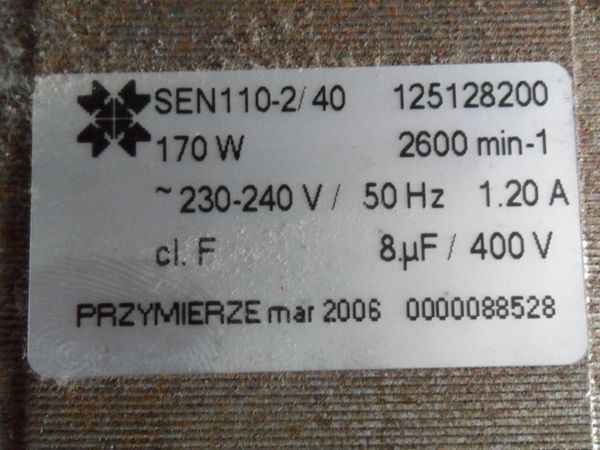 SEN110-2/ 40 125128200
170 W 2600 min-1
~ 230-240 V / 50 Hz 1.20 A
cl. F 8.µF / 400 V
PRZYMIERZE mar 2006 0000088528